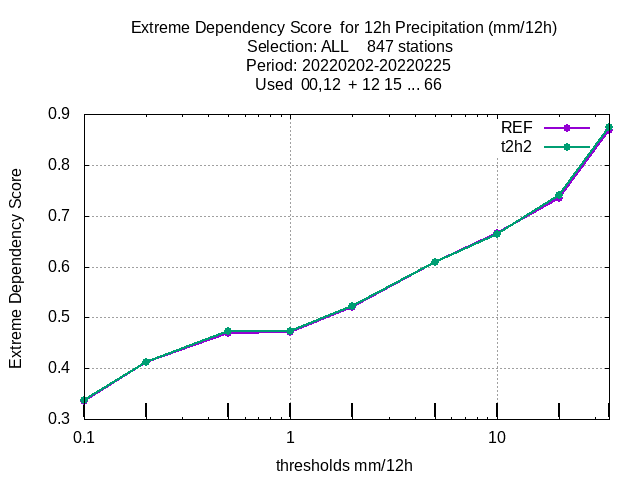 Extreme Dependency Score  for 12h Precipitation (mm/12h)
Selection: ALL    847 stations
Period: 20220202-20220225
Used  00,12  + 12 15 ... 66
REF
t2h2
0.9
0.8
0.7
0.6
0.5
0.4
0.3
Extreme Dependency Score
0.1
1
10
thresholds mm/12h